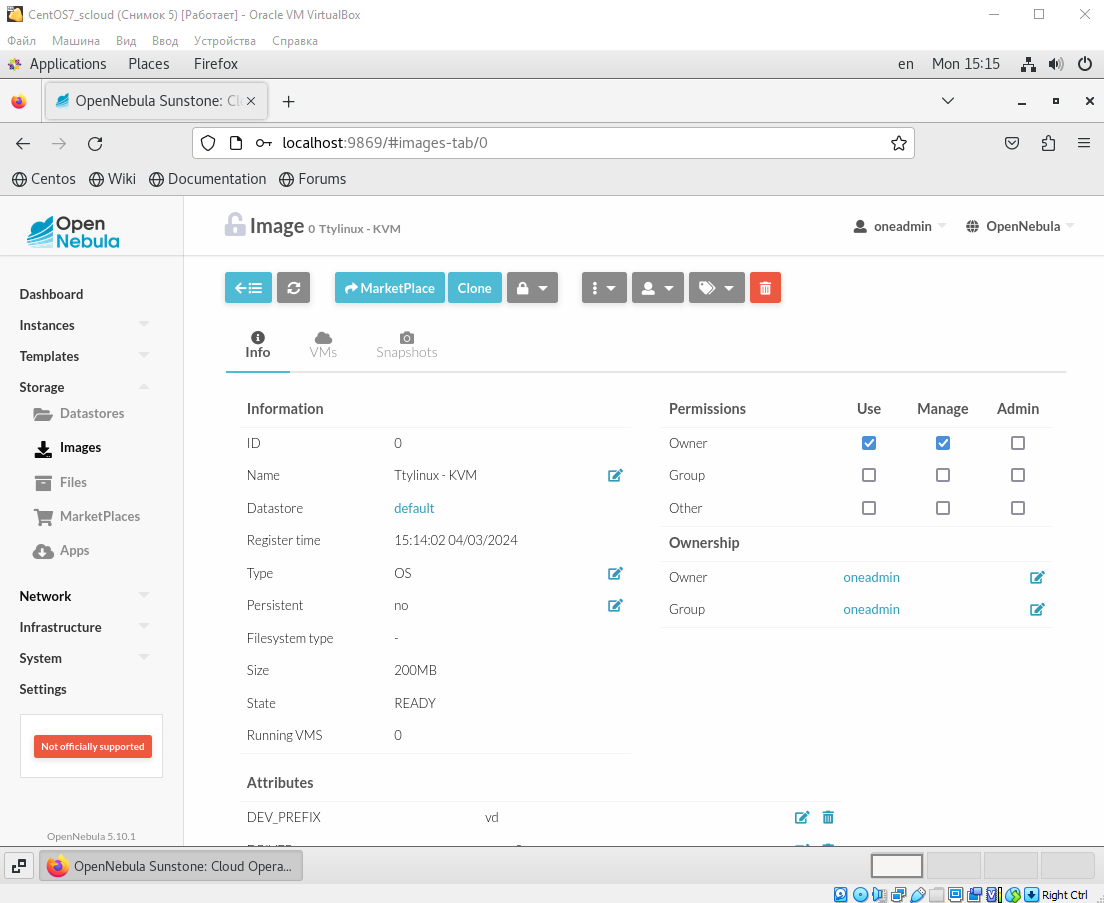 CentOS7_scloud (Снимок 5) [Работает] - Oracle VM VirtualBox
Файл Машина Вид Ввод Устройства Справка
Applications Places Firefox en Mon 15:15
OpenNebula Sunstone: Clo
localhost:9869/#images-tab/0
Centos Wiki Documentation Forums
Open Nebula
Image 0 Ttylinux - KVM oneadmin OpenNebula
MarketPlace Clone
Dashboard
Instances
Templates
Storage
Datastores
Images
Files
MarketPlaces
Apps
Network
Infrastructure
System
Settings
Not officially supported
OpenNebula 5.10.1
Info VMs Snapshots
Information
ID 0
Name Ttylinux - KVM
Datastore default
Register time 15:14:02 04/03/2024
Type OS
Persistent no
Filesystem type -
Size 200MB
State READY
Running VMS 0
Permissions Use Manage Admin
Owner
Group
Other
Ownership
Owner oneadmin
Group oneadmin
Attributes
DEV_PREFIX vd
OpenNebula Sunstone: Cloud Opera...
Right Ctrl